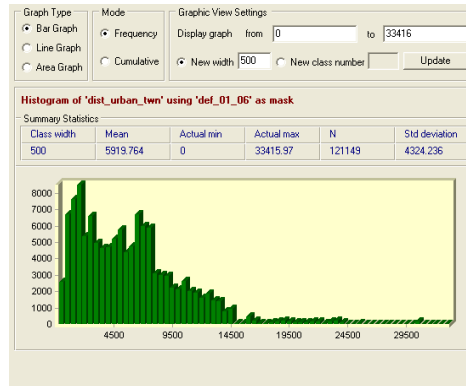 Graph Type Mode Graphic View Settings
Bar Graph Frequency Display graph from 0 to 33416
Line Graph
Area Graph Cumulative New width 500 New class number Update
Histogram of 'dist_urban_twn' using 'def_01_06' as mask
Summary Statistics
Class width Mean Actual min Actual max N Std deviation
500 5919.764 0 33415.97 121149 4324.236
8000
7000
6000
5000
4000
3000
2000
1000
0
4500 9500 14500 19500 24500 29500